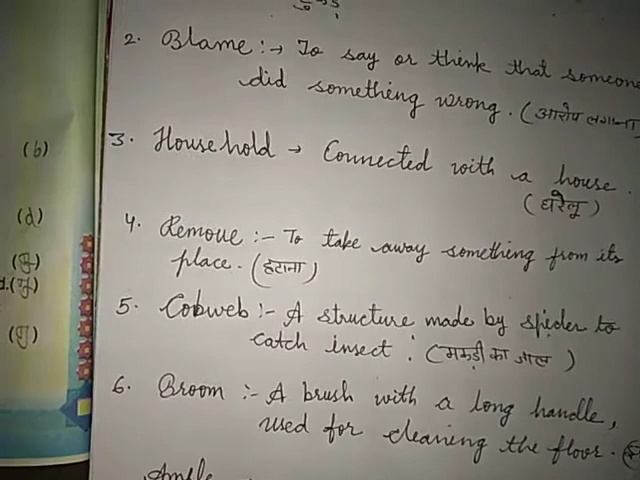 2. Blame :→ To say or think that someone
did something wrong. (आरोप लगाना
3. Household → Connected with a house.
(घरेलू)
4. Remove :- To take away something from its
place. (हटाना)
5. Cobweb :- A structure made by spider to
catch insect. (मकड़ी का जाल)
6. Broom :- A brush with a long handle,
used for cleaning the floor. (
(b)
(d)